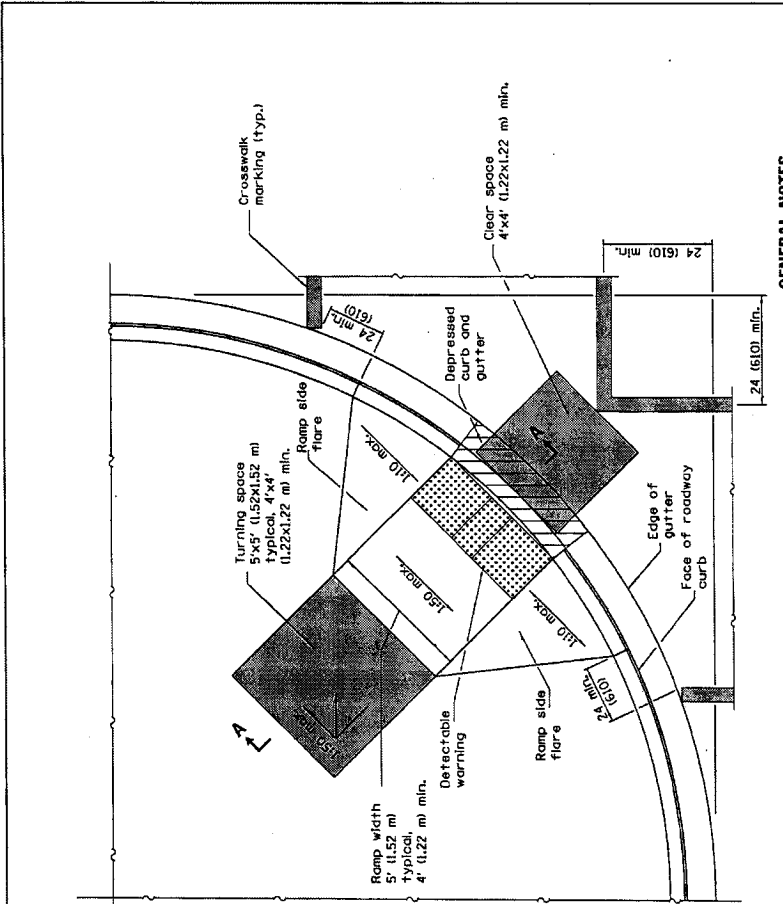 Crosswalk
marking (typ.)
Clear space
4'x4' (1.22x1.22 m) min.
24 (610) min.
GENERAL NOTES
24 (610) min.
24 min.
(610)
Depressed
curb and
gutter
Ramp side
flare
1:10 max.
Turning space
5'x5' (1.52x1.52 m)
typical, 4'x4'
(1.22x1.22 m) min.
A
1:50 max.
1:50 max.
A
1:10 max.
Edge of
gutter
Face of roadway
curb
24 min.
(610)
Ramp side
flare
Detectable
warning
Ramp width
5' (1.52 m)
typical,
4' (1.22 m) min.